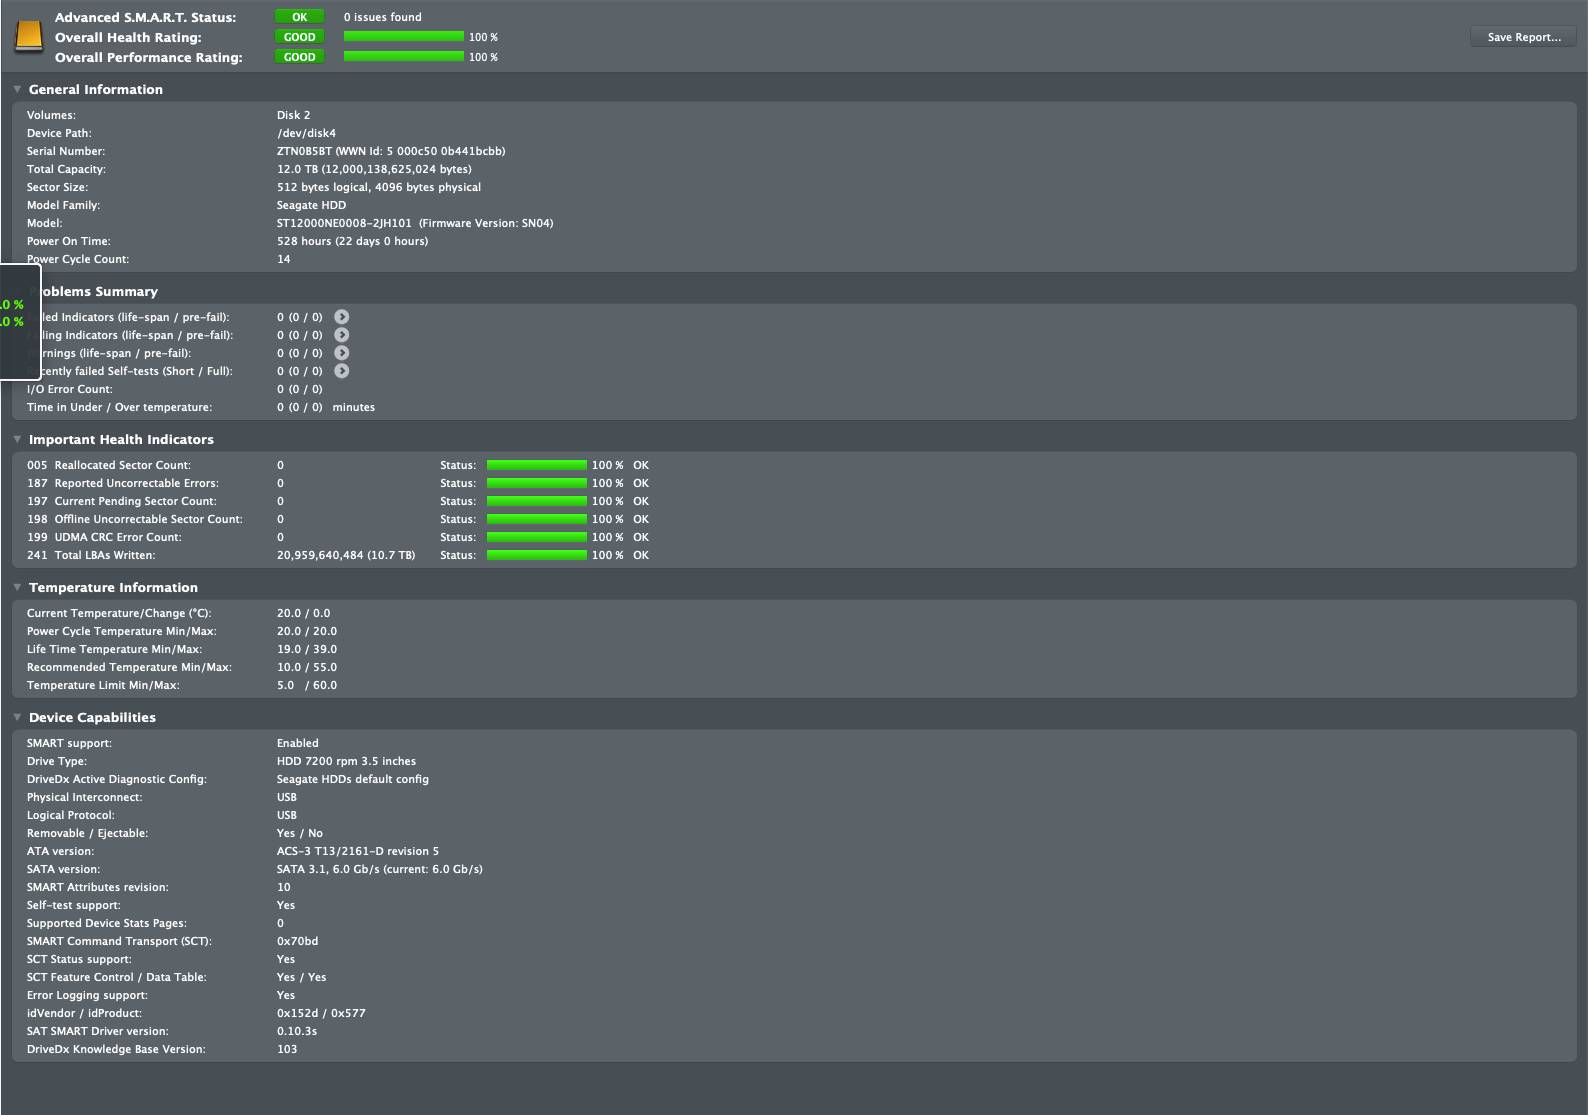 Advanced S.M.A.R.T. Status: OK 0 issues found
Overall Health Rating: GOOD 100 %
Overall Performance Rating: GOOD 100 %
Save Report...
General Information
Volumes: Disk 2
Device Path: /dev/disk4
Serial Number: ZTN0B5BT (WWN Id: 5 000c50 0b441bcbb)
Total Capacity: 12.0 TB (12,000,138,625,024 bytes)
Sector Size: 512 bytes logical, 4096 bytes physical
Model Family: Seagate HDD
Model: ST12000NE0008-2JH101 (Firmware Version: SN04)
Power On Time: 528 hours (22 days 0 hours)
Power Cycle Count: 14
.0 %
.0 %
oblems Summary
led Indicators (life-span / pre-fail): 0 (0 / 0)
ling Indicators (life-span / pre-fail): 0 (0 / 0)
rnings (life-span / pre-fail): 0 (0 / 0)
cently failed Self-tests (Short / Full): 0 (0 / 0)
I/O Error Count: 0 (0 / 0)
Time in Under / Over temperature: 0 (0 / 0) minutes
Important Health Indicators
005 Reallocated Sector Count: 0 Status: 100 % OK
187 Reported Uncorrectable Errors: 0 Status: 100 % OK
197 Current Pending Sector Count: 0 Status: 100 % OK
198 Offline Uncorrectable Sector Count: 0 Status: 100 % OK
199 UDMA CRC Error Count: 0 Status: 100 % OK
241 Total LBAs Written: 20,959,640,484 (10.7 TB) Status: 100 % OK
Temperature Information
Current Temperature/Change (°C): 20.0 / 0.0
Power Cycle Temperature Min/Max: 20.0 / 20.0
Life Time Temperature Min/Max: 19.0 / 39.0
Recommended Temperature Min/Max: 10.0 / 55.0
Temperature Limit Min/Max: 5.0 / 60.0
Device Capabilities
SMART support: Enabled
Drive Type: HDD 7200 rpm 3.5 inches
DriveDx Active Diagnostic Config: Seagate HDDs default config
Physical Interconnect: USB
Logical Protocol: USB
Removable / Ejectable: Yes / No
ATA version: ACS-3 T13/2161-D revision 5
SATA version: SATA 3.1, 6.0 Gb/s (current: 6.0 Gb/s)
SMART Attributes revision: 10
Self-test support: Yes
Supported Device Stats Pages: 0
SMART Command Transport (SCT): 0x70bd
SCT Status support: Yes
SCT Feature Control / Data Table: Yes / Yes
Error Logging support: Yes
idVendor / idProduct: 0x152d / 0x577
SAT SMART Driver version: 0.10.3s
DriveDx Knowledge Base Version: 103